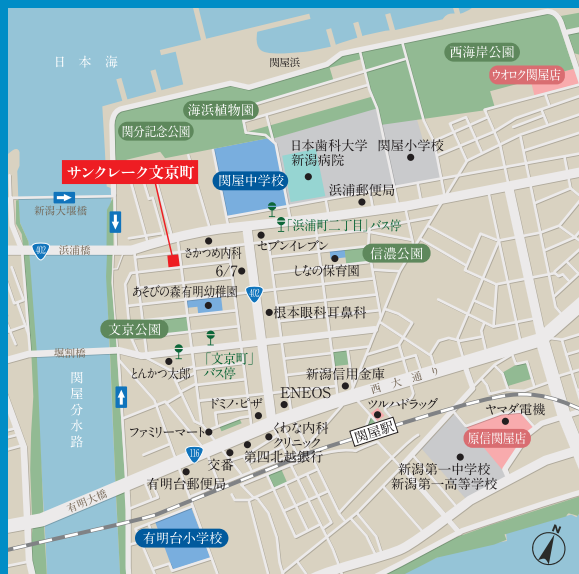 日本海
関屋浜
西海岸公園
ウオロク関屋店
海浜植物園
関分記念公園
日本歯科大学
新潟病院
関屋小学校
サンクレーク文京町
関屋中学校
浜浦郵便局
新潟大堰橋
「浜浦町二丁目」バス停
402
浜浦橋
さかつめ内科
セブンイレブン
信濃公園
6/7
しなの保育園
あそびの森有明幼稚園
402
根本眼科耳鼻科
文京公園
堀割橋
とんかつ太郎
「文京町」
バス停
新潟信用金庫
西大通り
関屋分水路
ENEOS
ドミノ・ピザ
ツルハドラッグ
ヤマダ電機
ファミリーマート
くわな内科
クリニック
関屋駅
原信関屋店
116
交番
第四北越銀行
新潟第一中学校
新潟第一高等学校
有明台郵便局
有明大橋
有明台小学校
N